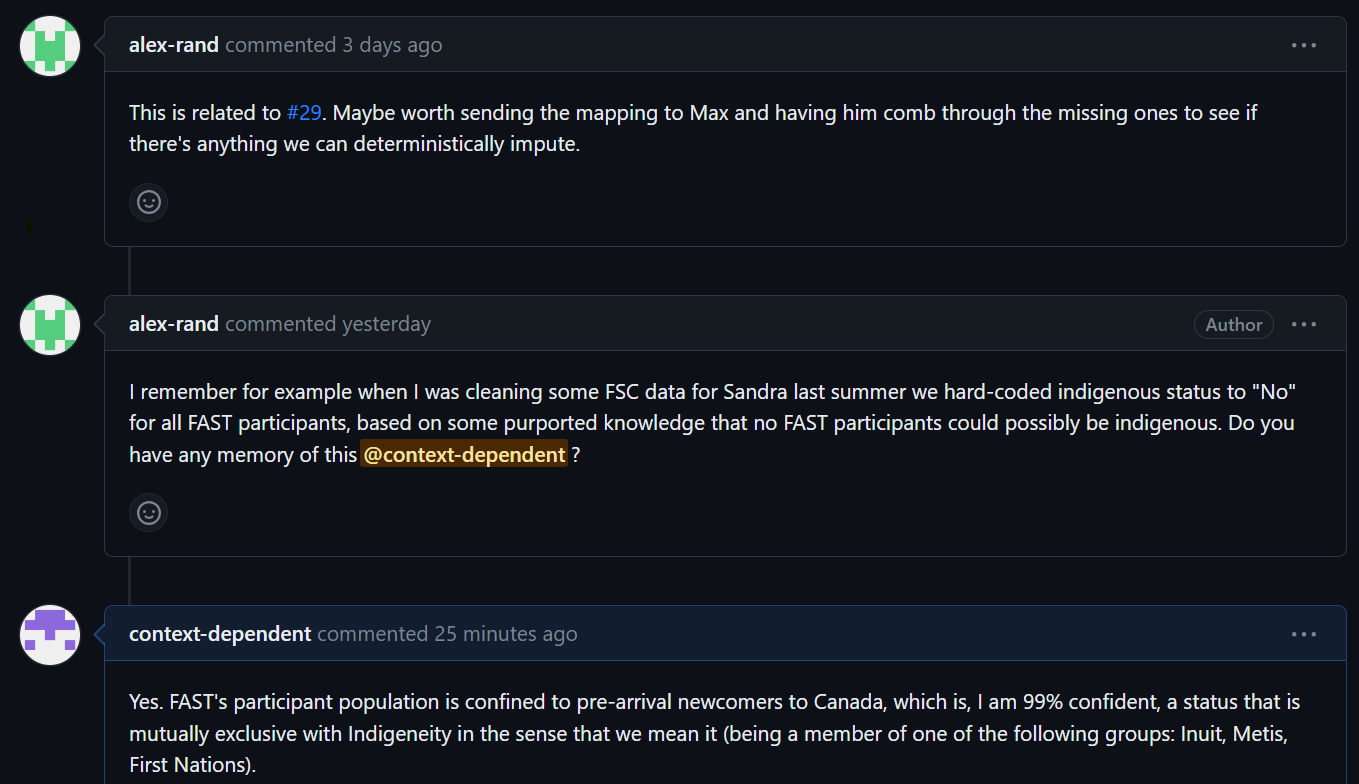 alex-rand commented 3 days ago
This is related to #29. Maybe worth sending the mapping to Max and having him comb through the missing ones to see if
there's anything we can deterministically impute.
alex-rand commented yesterday
Author
I remember for example when I was cleaning some FSC data for Sandra last summer we hard-coded indigenous status to "No"
for all FAST participants, based on some purported knowledge that no FAST participants could possibly be indigenous. Do you
have any memory of this @context-dependent ?
context-dependent commented 25 minutes ago
Yes. FAST's participant population is confined to pre-arrival newcomers to Canada, which is, I am 99% confident, a status that is
mutually exclusive with Indigeneity in the sense that we mean it (being a member of one of the following groups: Inuit, Metis,
First Nations).